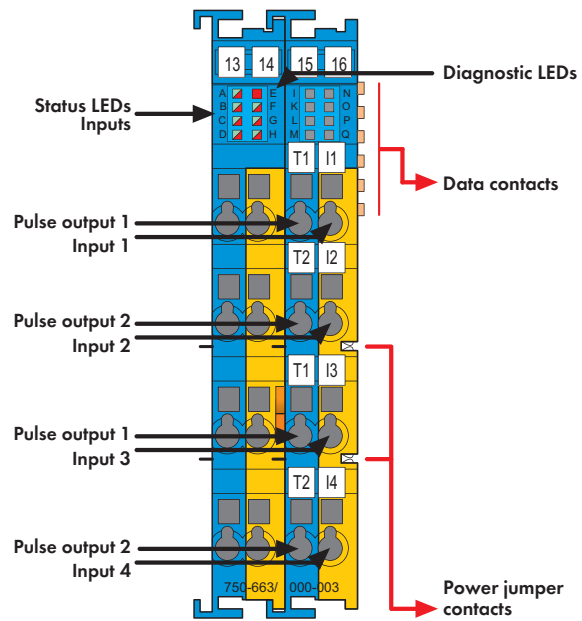 13 14 15 16
Diagnostic LEDs
Status LEDs
Inputs
A E I N
B F K O
C G L P
D H M Q
T1 I1
Data contacts
Pulse output 1
Input 1
T2 I2
Pulse output 2
Input 2
T1 I3
Pulse output 1
Input 3
T2 I4
Pulse output 2
Input 4
750-663/ 000-003
Power jumper
contacts